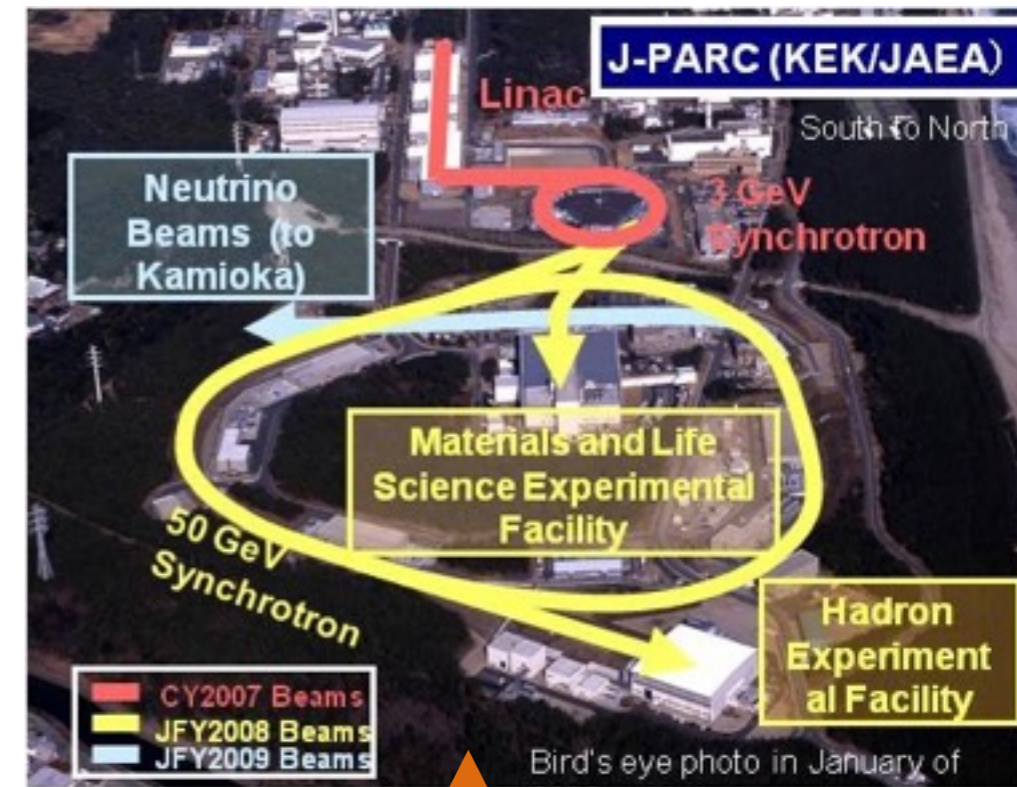 J-PARC (KEK/JAEA)
Linac
South to North
Neutrino
Beams (to
Kamioka)
3 GeV
Synchrotron
Materials and Life
Science Experimental
Facility
50 GeV
Synchrotron
Hadron
Experiment
al Facility
CY2007 Beams
JFY2008 Beams
JFY2009 Beams
Bird's eye photo in January of